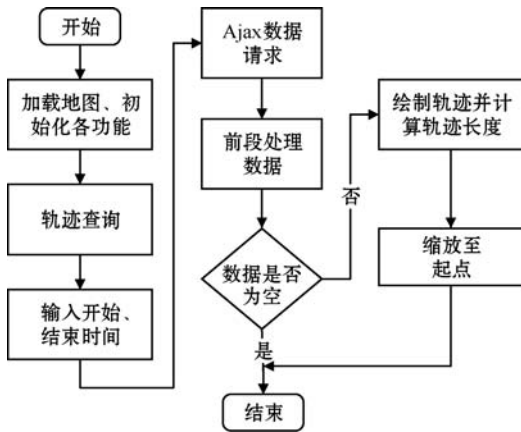 开始
加载地图、初
始化各功能
轨迹查询
输入开始、
结束时间
Ajax数据
请求
前段处理
数据
数据是否
为空
是
否
绘制轨迹并计
算轨迹长度
缩放至
起点
结束